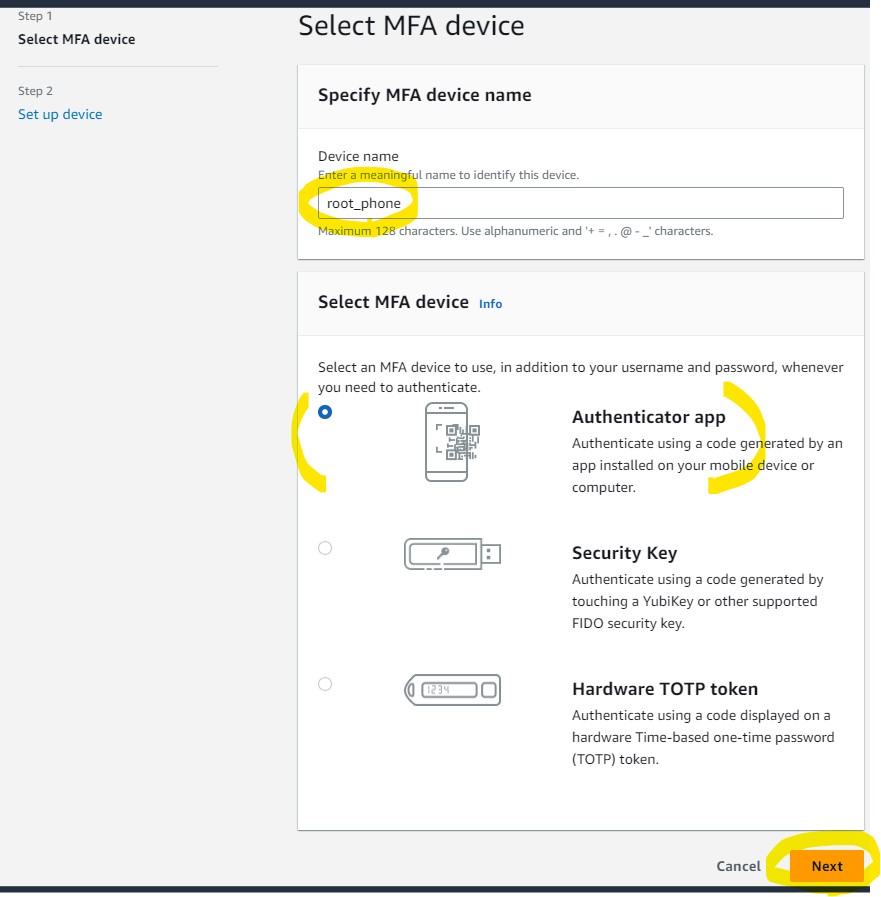 Step 1
Select MFA device
Step 2
Set up device
Select MFA device
Specify MFA device name
Device name
Enter a meaningful name to identify this device.
root_phone
Maximum 128 characters. Use alphanumeric and '+ = , . @ - _' characters.
Select MFA device Info
Select an MFA device to use, in addition to your username and password, whenever
you need to authenticate.
Authenticator app
Authenticate using a code generated by an
app installed on your mobile device or
computer.
Security Key
Authenticate using a code generated by
touching a YubiKey or other supported
FIDO security key.
1234
Hardware TOTP token
Authenticate using a code displayed on a
hardware Time-based one-time password
(TOTP) token.
Cancel Next